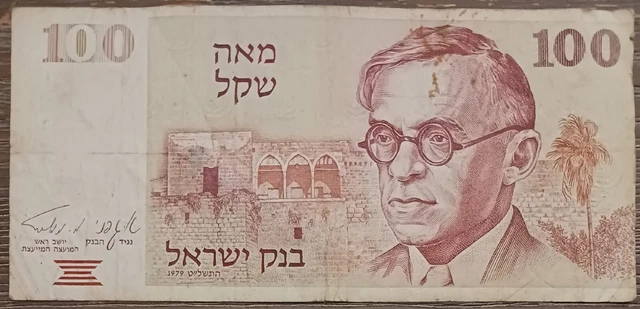 100
100
מאה
שקל
נגיד הבנק
יושב ראש
המועצה המייעצת
בנק ישראל
התשל"ט 1979